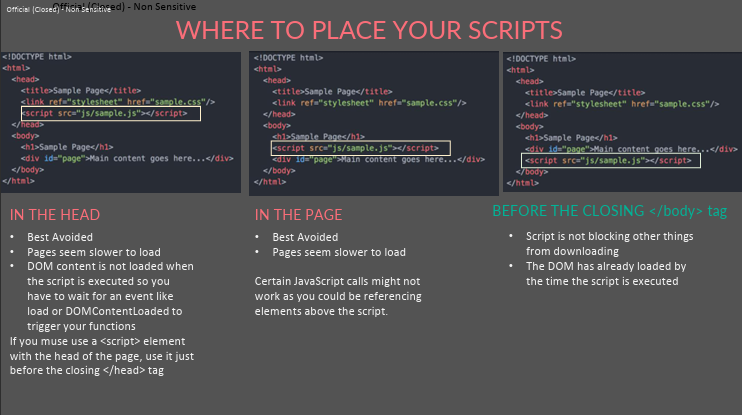 Official (Closed) - Non Sensitive
Official (Closed) - Non Sensitive
WHERE TO PLACE YOUR SCRIPTS
<!DOCTYPE html>
<html>
<head>
<title>Sample Page</title>
<link ref="stylesheet" href="sample.css"/>
<script src="js/sample.js"></script>
</head>
<body>
<h1>Sample Page</h1>
<div id="page">Main content goes here...</div>
</body>
</html>
<!DOCTYPE html>
<html>
<head>
<title>Sample Page</title>
<link ref="stylesheet" href="sample.css"/>
</head>
<body>
<h1>Sample Page</h1>
<script src="js/sample.js"></script>
<div id="page">Main content goes here...</div>
</body>
</html>
<!DOCTYPE html>
<html>
<head>
<title>Sample Page</title>
<link ref="stylesheet" href="sample.css"/>
</head>
<body>
<h1>Sample Page</h1>
<div id="page">Main content goes here...</div>
<script src="js/sample.js"></script>
</body>
</html>
IN THE HEAD
• Best Avoided
• Pages seem slower to load
• DOM content is not loaded when
the script is executed so you
have to wait for an event like
load or DOMContentLoaded to
trigger your functions
If you muse use a <script> element
with the head of the page, use it just
before the closing </head> tag
IN THE PAGE
• Best Avoided
• Pages seem slower to load
Certain JavaScript calls might not
work as you could be referencing
elements above the script.
BEFORE THE CLOSING </body> tag
• Script is not blocking other things
from downloading
• The DOM has already loaded by
the time the script is executed